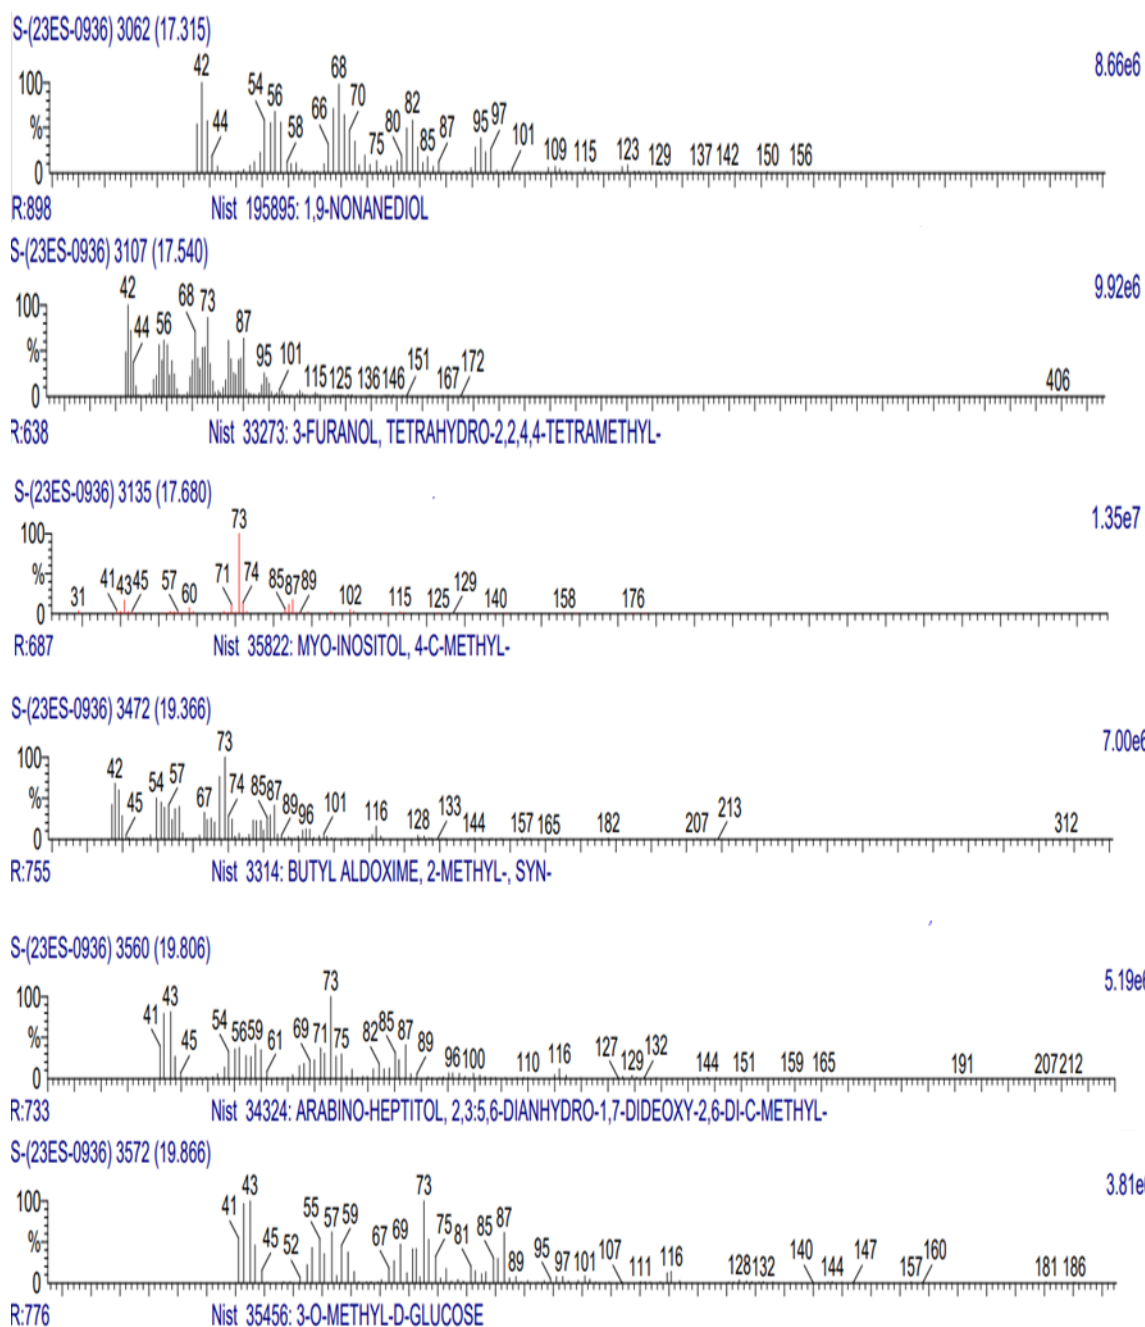 S-(23ES-0936) 3062 (17.315)
8.66e6
100 % 0
42 44 54 56 58 66 68 70 75 80 82 85 87 95 97 101 109 115 123 129 137 142 150 156
R:898 Nist 195895: 1,9-NONANEDIOL
S-(23ES-0936) 3107 (17.540)
9.92e6
100 % 0
42 44 56 68 73 87 95 101 115 125 136 146 151 167 172 406
R:638 Nist 33273: 3-FURANOL, TETRAHYDRO-2,2,4,4-TETRAMETHYL-
S-(23ES-0936) 3135 (17.680)
1.35e7
100 % 0
31 41 43 45 57 60 71 73 74 85 87 89 102 115 125 129 140 158 176
R:687 Nist 35822: MYO-INOSITOL, 4-C-METHYL-
S-(23ES-0936) 3472 (19.366)
7.00e6
100 % 0
42 45 54 57 67 73 74 85 87 89 96 101 116 128 133 144 157 165 182 207 213 312
R:755 Nist 3314: BUTYL ALDOXIME, 2-METHYL-, SYN-
S-(23ES-0936) 3560 (19.806)
5.19e6
100 % 0
41 43 45 54 56 59 61 69 71 73 75 82 85 87 89 96 100 110 116 127 129 132 144 151 159 165 191 207 212
R:733 Nist 34324: ARABINO-HEPTITOL, 2,3:5,6-DIANHYDRO-1,7-DIDEOXY-2,6-DI-C-METHYL-
S-(23ES-0936) 3572 (19.866)
3.81e6
100 % 0
41 43 45 52 55 57 59 67 69 73 75 81 85 87 89 95 97 101 107 111 116 128 132 140 144 147 157 160 181 186
R:776 Nist 35456: 3-O-METHYL-D-GLUCOSE